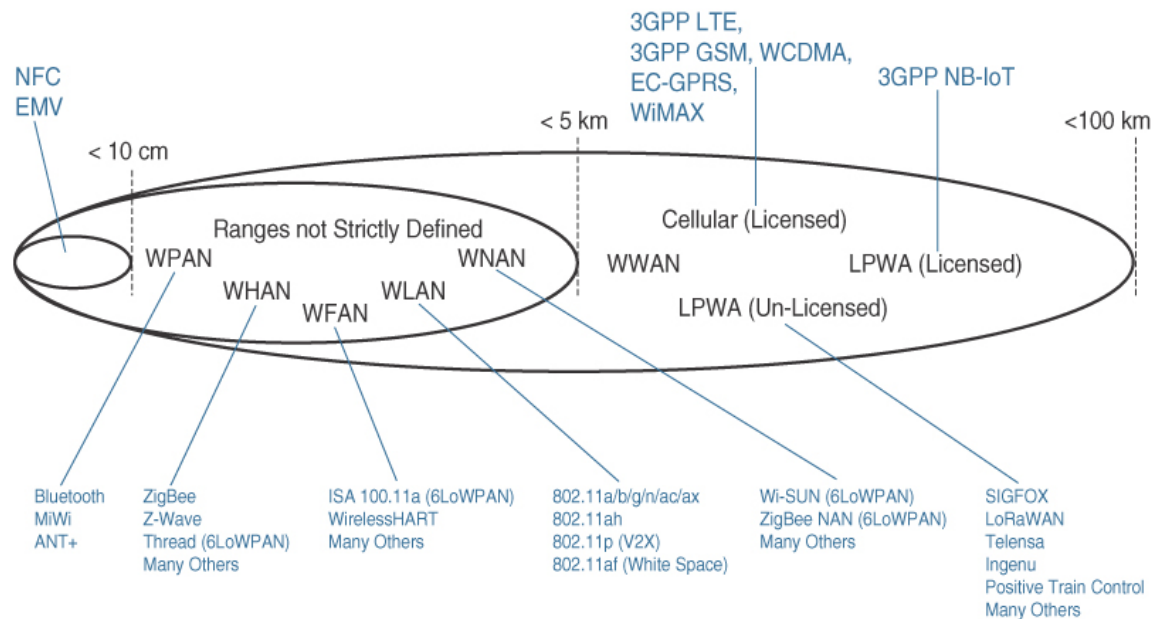 3GPP LTE,
3GPP GSM, WCDMA,
EC-GPRS,
WiMAX
NFC
EMV
3GPP NB-IoT
< 10 cm
< 5 km
<100 km
Ranges not Strictly Defined
Cellular (Licensed)
WPAN
WNAN
WWAN
LPWA (Licensed)
WHAN
WLAN
WFAN
LPWA (Un-Licensed)
Bluetooth
MiWi
ANT+
ZigBee
Z-Wave
Thread (6LoWPAN)
Many Others
ISA 100.11a (6LoWPAN)
WirelessHART
Many Others
802.11a/b/g/n/ac/ax
802.11ah
802.11p (V2X)
802.11af (White Space)
Wi-SUN (6LoWPAN)
ZigBee NAN (6LoWPAN)
Many Others
SIGFOX
LoRaWAN
Telensa
Ingenu
Positive Train Control
Many Others